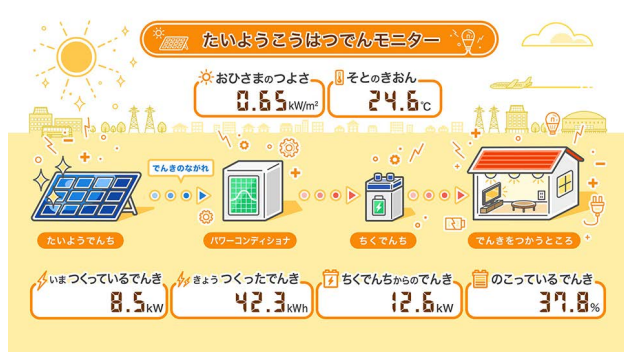 たいようこうはつでんモニター
おひさまのつよさ
0.65kW/m²
そとのきおん
24.6℃
でんきのながれ
たいようでんち
パワーコンディショナ
ちくでんち
でんきをつかうところ
いまつくっているでんき
8.5kW
きょうつくったでんき
42.3kWh
ちくでんちからのでんき
12.6kW
のこっているでんき
37.8%